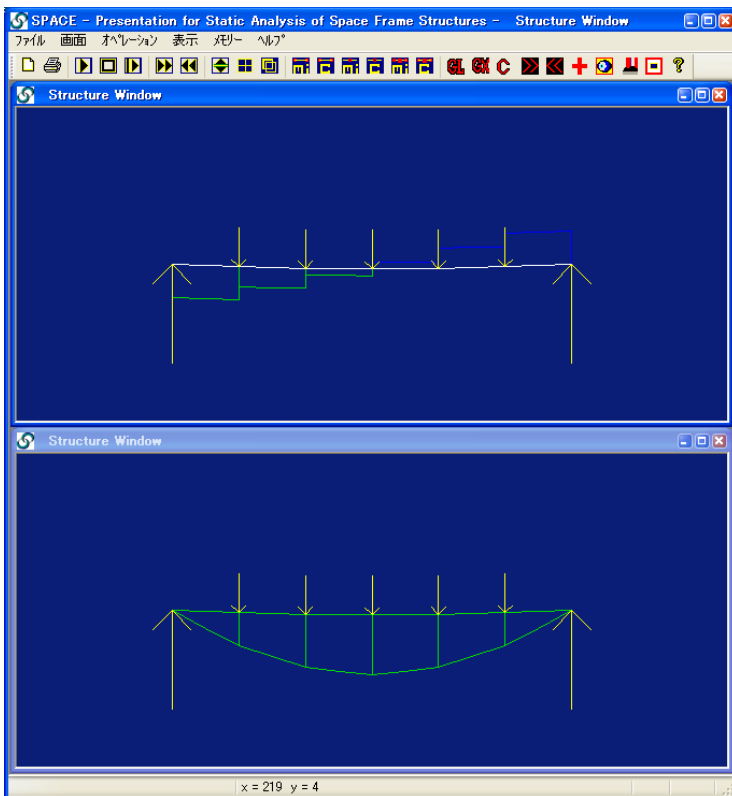 SPACE - Presentation for Static Analysis of Space Frame Structures - Structure Window
ﾌｧｲﾙ 画面 ｵﾍﾟﾚｰｼｮﾝ 表示 ﾒﾓﾘｰ ﾍﾙﾌﾟ
GL GX C ?
Structure Window
Structure Window
x = 219 y = 4